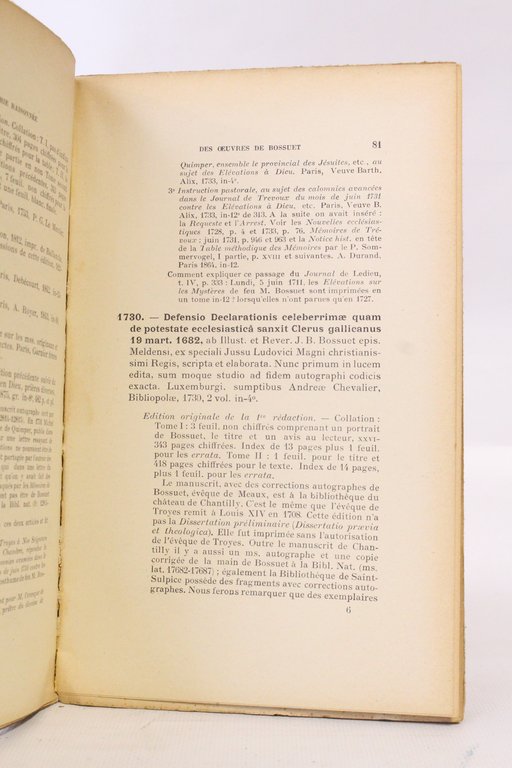 RIE RAISONNÉE
DES ŒUVRES DE BOSSUET 81
Quimper, ensemble le provincial des Jésuites, etc., au
sujet des Elévations à Dieu. Paris, Veuve Barth,
Alix, 1733, in-4º.
3º Instruction pastorale, au sujet des calomnies avancées
dans le Journal de Trevoux du mois de juin 1731
contre les Elévations à Dieu, etc. Paris, Veuve B.
Alix, 1733, in-12º de 313. A la suite on avait inséré :
la Requeste et l'Arrest. Voir les Nouvelles ecclésias-
tiques 1728, p. 4 et 1733, p. 76. Mémoires de Tré-
voux ; juin 1731, p. 946 et 963 et la Notice hist. en tête
de la Table méthodique des Mémoires par le P. Som-
mervogel, I partie, p. XVIII et suivantes. A. Durand,
Paris 1864, in-12.
Comment expliquer ce passage du Journal de Ledieu,
t. IV, p. 333 : Lundi, 5 juin, 1711, les Elévations sur
les Mystères de feu M. Bossuet sont imprimées en
un tome in-12 ! lorsqu'elles n'ont parues qu'en 1727.
1730. — Defensio Declarationis celeberrimæ quam
de potestate ecclesiasticâ sanxit Clerus gallicanus
19 mart. 1682. ab Illust. et Rever. J. B. Bossuet epis.
Meldensi, ex speciali Jussu Ludovici Magni christianis-
simi Regis, scripta et elaborata. Nunc primum in lucem
edita, sum moque studio ad fidem autographi codicis
exacta. Luxemburgi. sumptibus Andreæ Chevalier,
Bibliopolæ, 1730, 2 vol. in-4º.
Edition originale de la 1re rédaction. — Collation :
Tome I : 3 feuil. non chiffrés comprenant un portrait
de Bossuet, le titre et un avis au lecteur, XXVI-
343 pages chiffrées. Index de 13 pages plus 1 feuil.
pour les errata. Tome II : 1 feuil. pour le titre et
418 pages chiffrées pour le texte. Index de 14 pages,
plus 1 feuil. pour les errata.
Le manuscrit, avec des corrections autographes de
Bossuet, évêque de Meaux, est à la bibliothèque du
château de Chantilly. C'est le même que l'évêque de
Troyes remit à Louis XIV en 1708. Cette édition n'a
pas la Dissertation préliminaire (Dissertatio prævia
et theologica). Elle fut imprimée sans l'autorisation
de l'évêque de Troyes. Outre le manuscrit de Chan-
tilly il y a aussi un ms. autographe et une copie
corrigée de la main de Bossuet à la Bibl. Nat. (ms.
lat. 17682-17687) ; également la Bibliothèque de Saint-
Sulpice possède des fragments avec corrections auto-
graphes. Nous ferons remarquer que des exemplaires
6